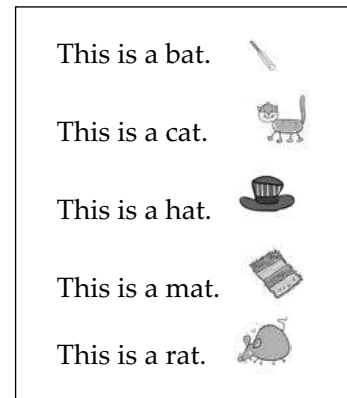 This is a bat.
This is a cat.
This is a hat.
This is a mat.
This is a rat.